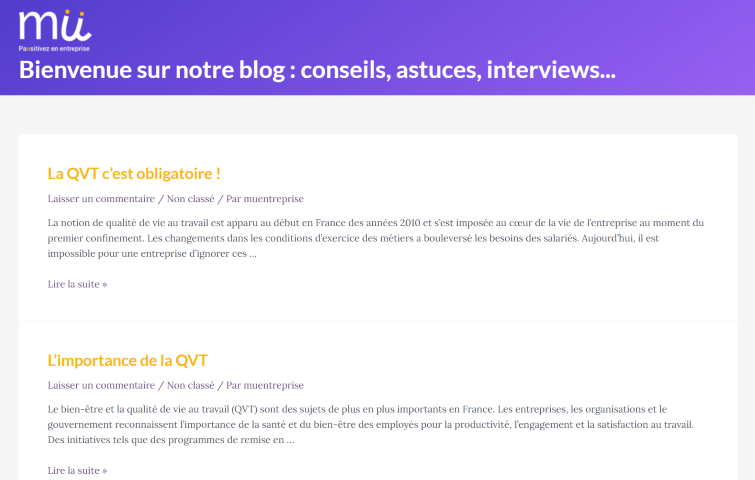 mü
Pausitivez en entreprise
Bienvenue sur notre blog : conseils, astuces, interviews...
La QVT c'est obligatoire !
Laisser un commentaire / Non classé / Par muentreprise
La notion de qualité de vie au travail est apparu au début en France des années 2010 et s'est imposée au cœur de la vie de l'entreprise au moment du
premier confinement. Les changements dans les conditions d'exercice des métiers a bouleversé les besoins des salariés. Aujourd'hui, il est
impossible pour une entreprise d'ignorer ces ...
Lire la suite »
L'importance de la QVT
Laisser un commentaire / Non classé / Par muentreprise
Le bien-être et la qualité de vie au travail (QVT) sont des sujets de plus en plus importants en France. Les entreprises, les organisations et le
gouvernement reconnaissent l'importance de la santé et du bien-être des employés pour la productivité, l'engagement et la satisfaction au travail.
Des initiatives tels que des programmes de remise en ...
Lire la suite »